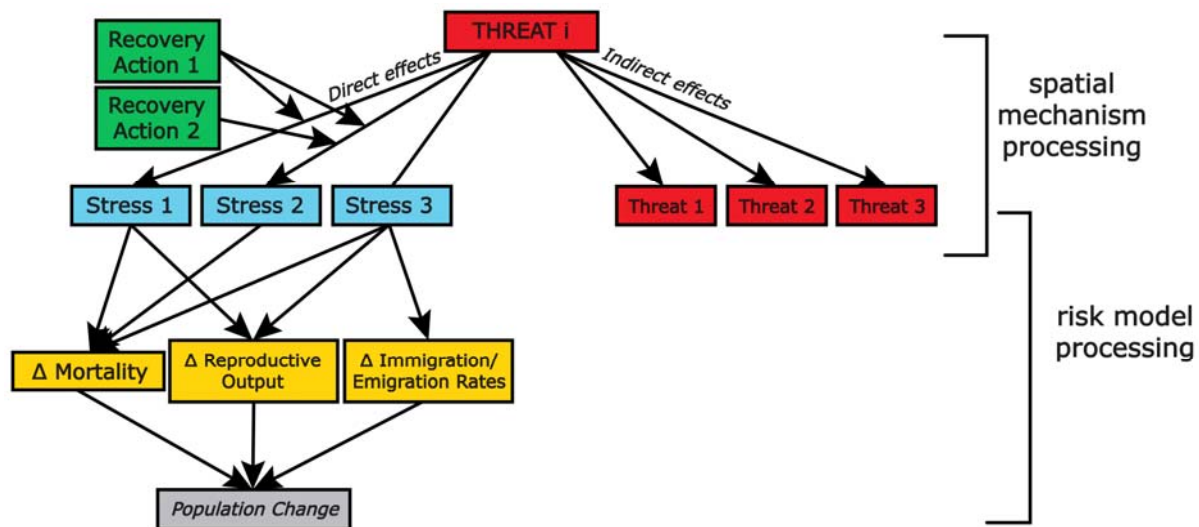 THREAT i
Recovery
Action 1
Recovery
Action 2
Direct effects
Indirect effects
spatial
mechanism
processing
Stress 1
Stress 2
Stress 3
Threat 1
Threat 2
Threat 3
risk model
processing
Δ Mortality
Δ Reproductive
Output
Δ Immigration/
Emigration Rates
Population Change